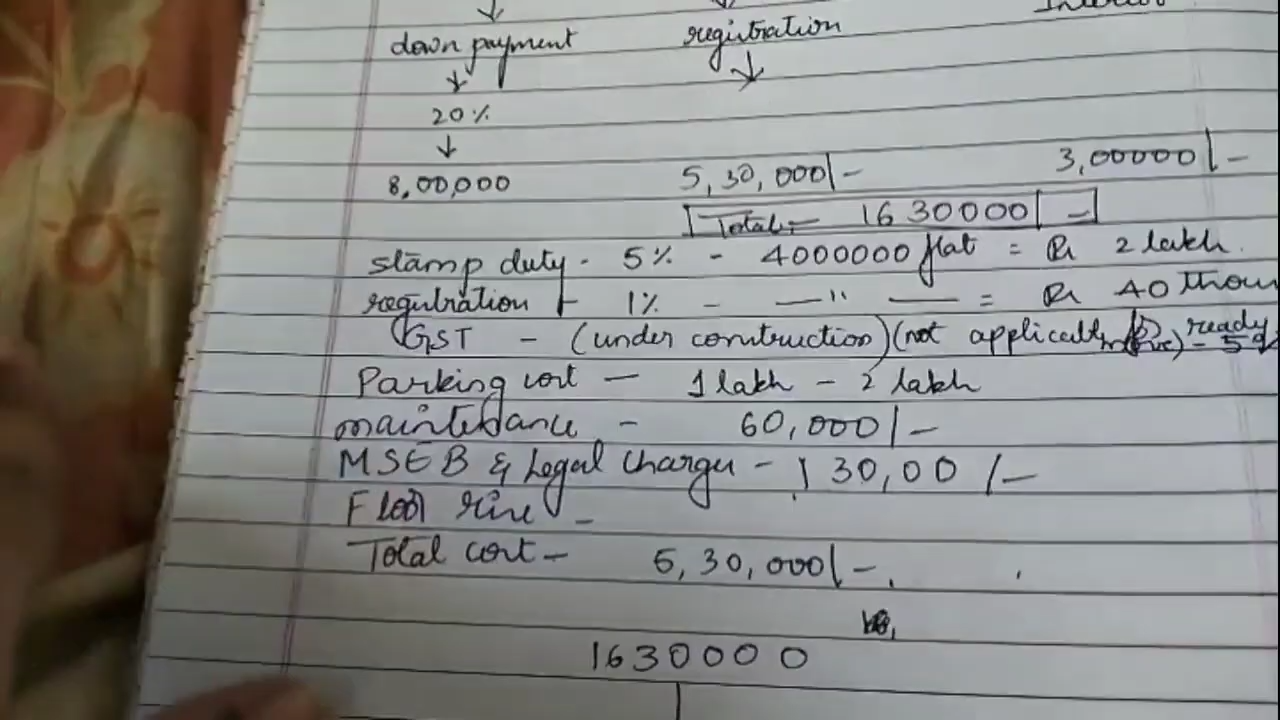 down payment registration
20%
8,00,000 5,30,000/- 3,00000/-
Total :- 1630000/-
stamp duty - 5% - 4000000 flat = Rs 2 lakh.
registration - 1% - —"— = Rs 40 thou
GST - (under construction) (not applicable ready - 5%
Parking cost - 1 lakh - 2 lakh
maintenance - 60,000/-
MSEB & Legal Charges - 130,00/-
Floor rise -
Total cost - 5,30,000/-
1630000